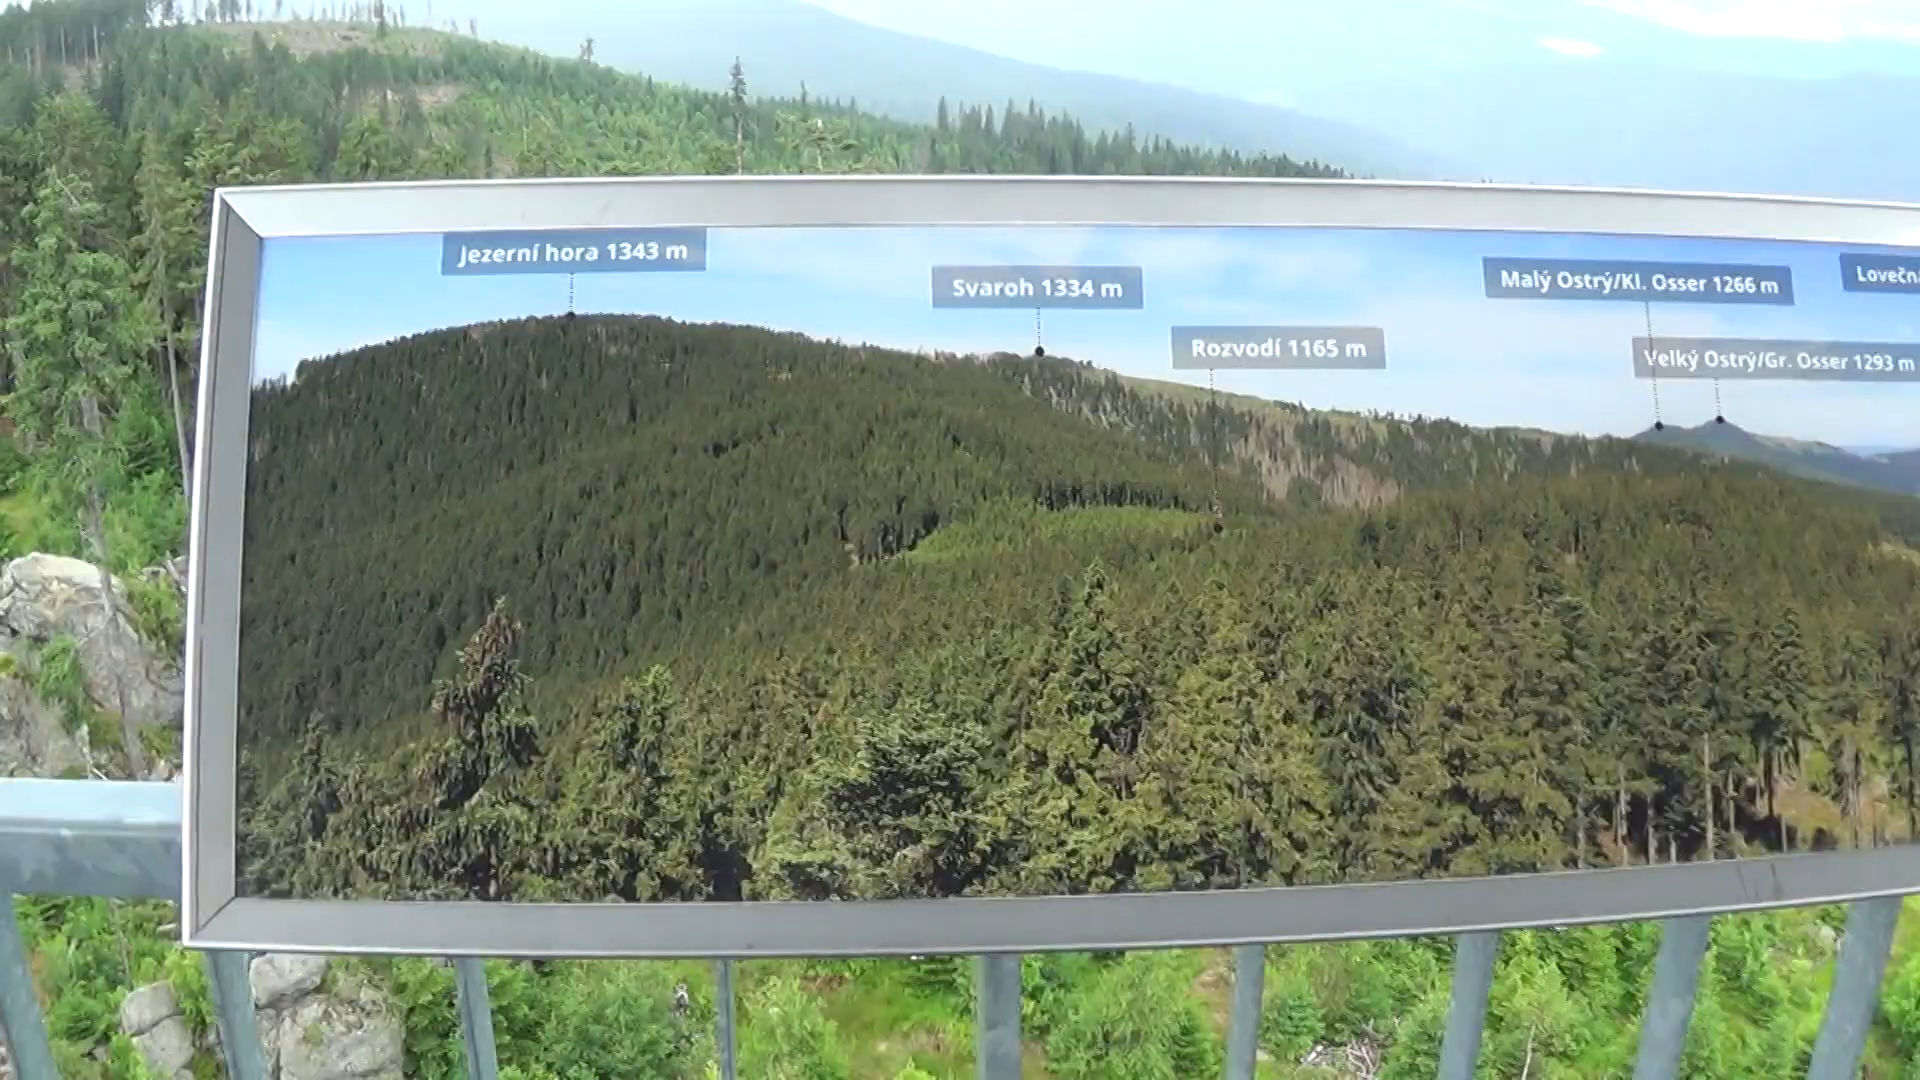 Jezerní hora 1343 m
Svaroh 1334 m
Rozvodí 1165 m
Malý Ostrý/Kl. Osser 1266 m
Velký Ostrý/Gr. Osser 1293 m